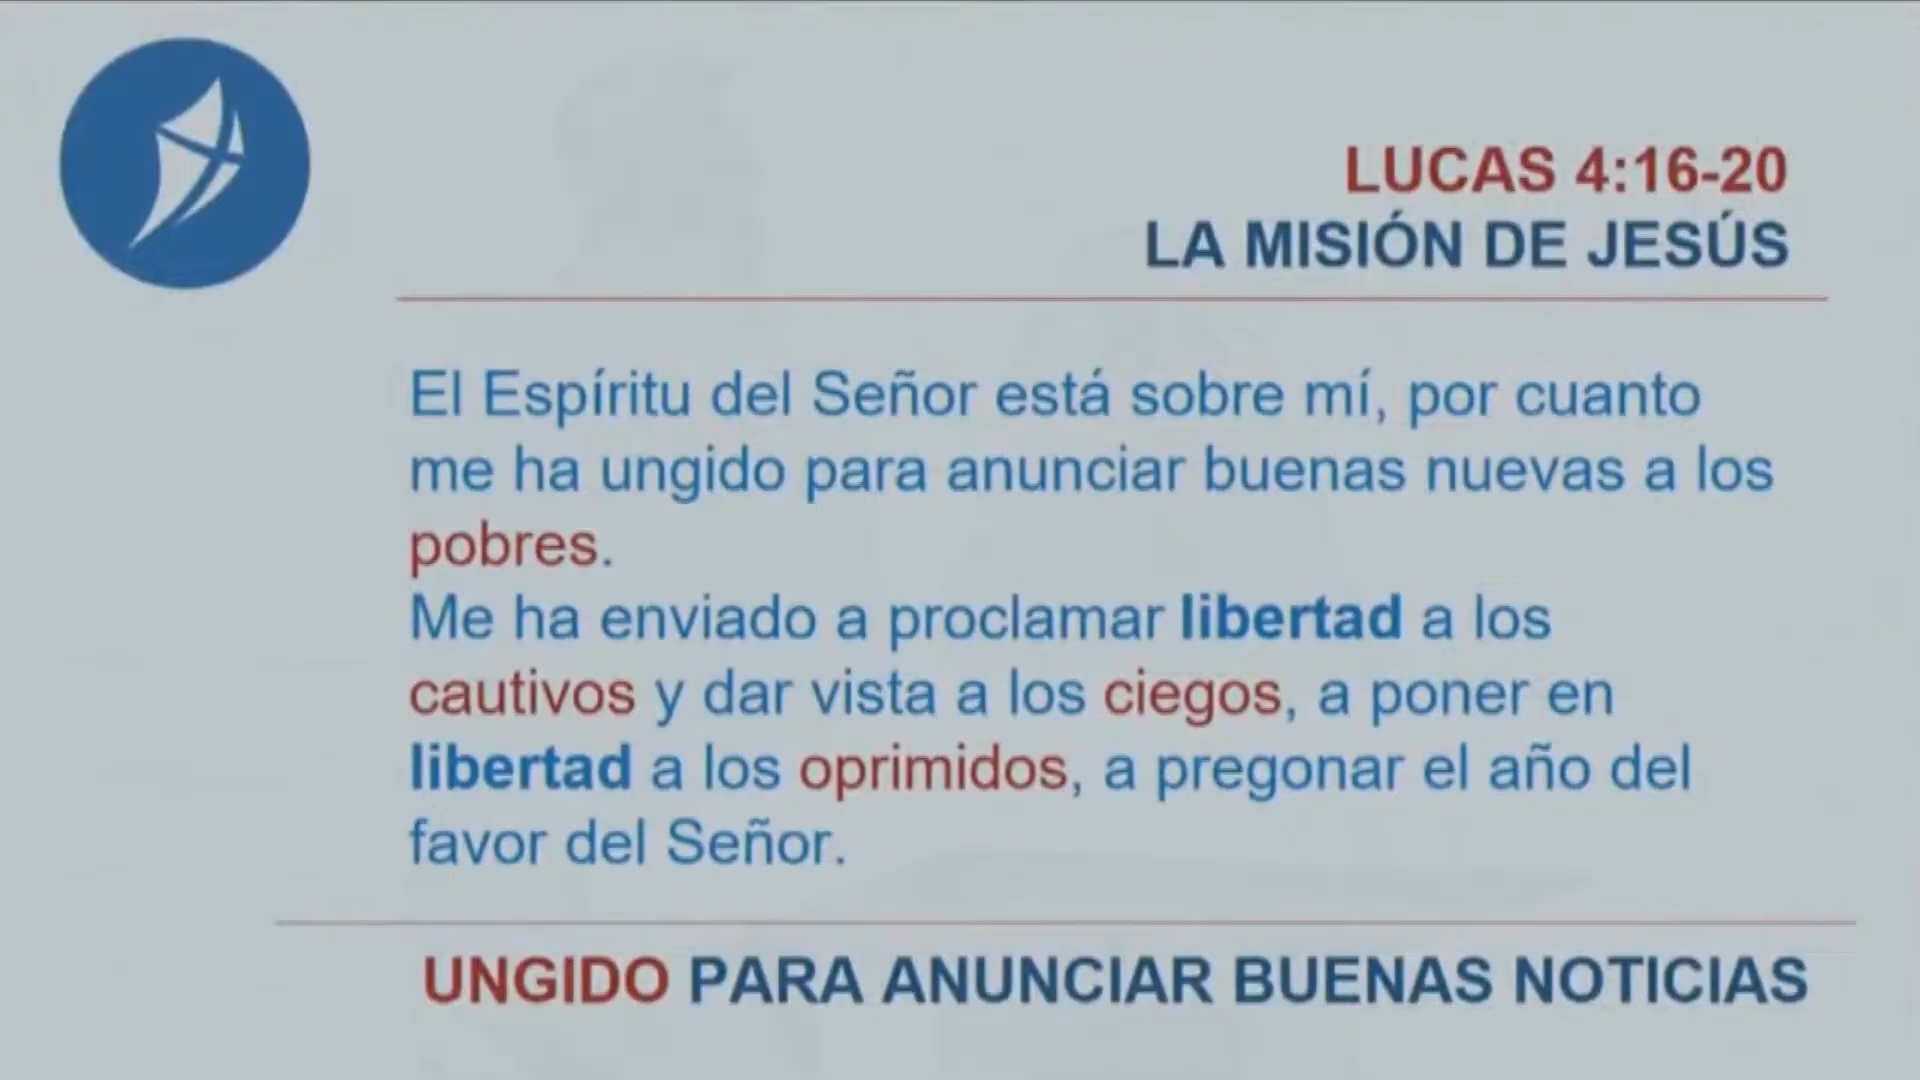 LUCAS 4:16-20
LA MISIÓN DE JESÚS
El Espíritu del Señor está sobre mí, por cuanto
me ha ungido para anunciar buenas nuevas a los
pobres.
Me ha enviado a proclamar libertad a los
cautivos y dar vista a los ciegos, a poner en
libertad a los oprimidos, a pregonar el año del
favor del Señor.
UNGIDO PARA ANUNCIAR BUENAS NOTICIAS